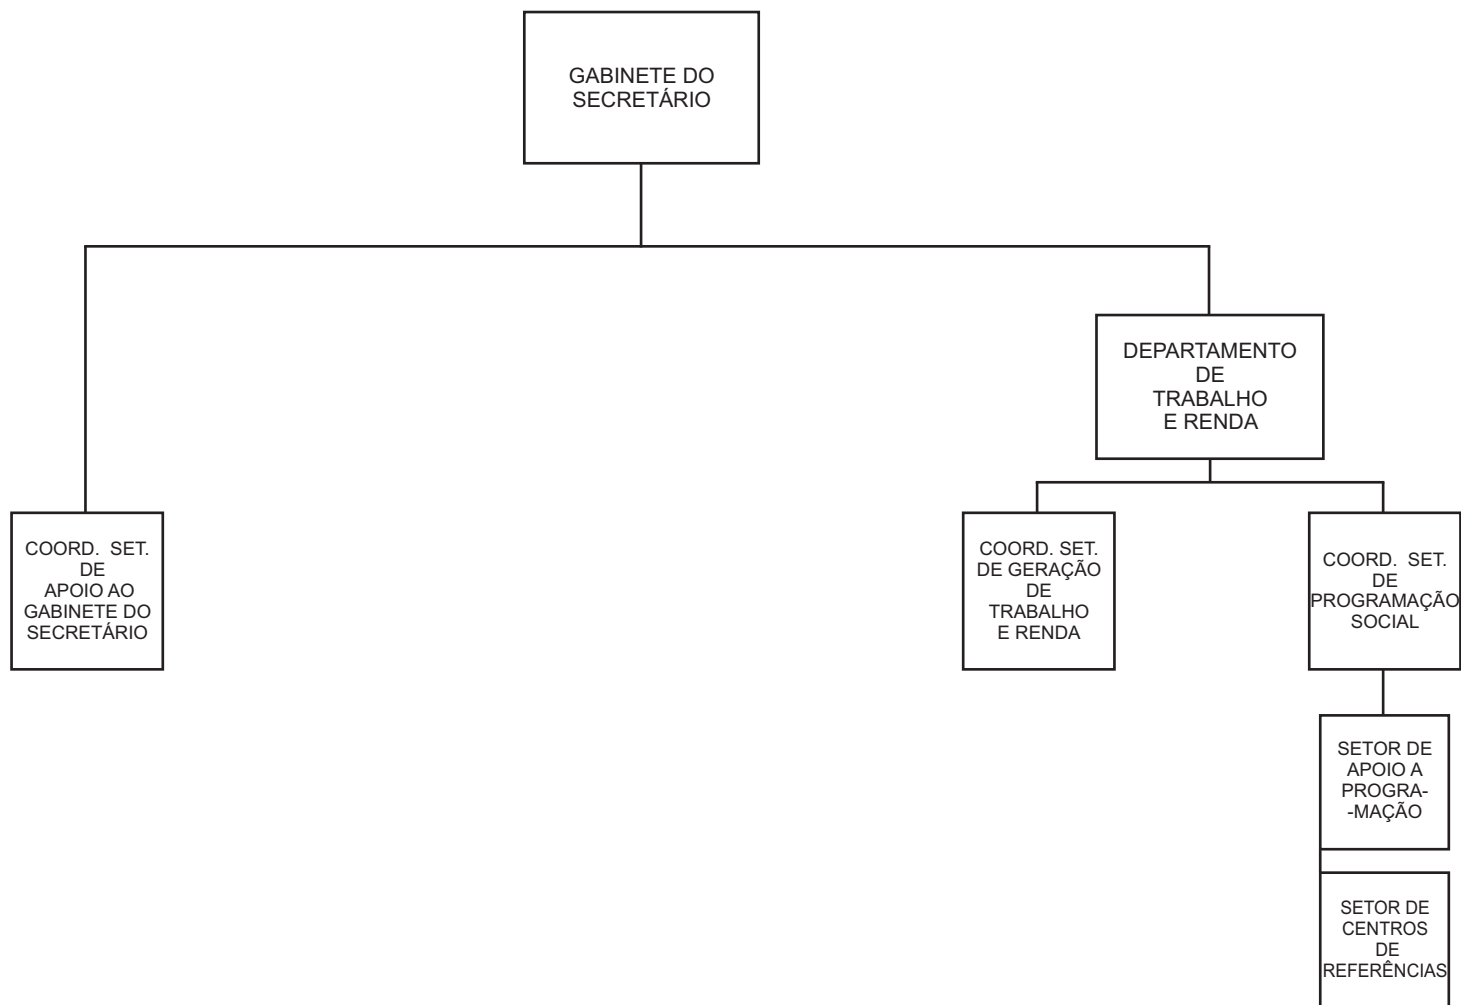 GABINETE DO
SECRETÁRIO
DEPARTAMENTO
DE
TRABALHO
E RENDA
COORD. SET.
DE
APOIO AO
GABINETE DO
SECRETÁRIO
COORD. SET.
DE GERAÇÃO
DE
TRABALHO
E RENDA
COORD. SET.
DE
PROGRAMAÇÃO
SOCIAL
SETOR DE
APOIO A
PROGRA-
-MAÇÃO
SETOR DE
CENTROS
DE
REFERÊNCIAS